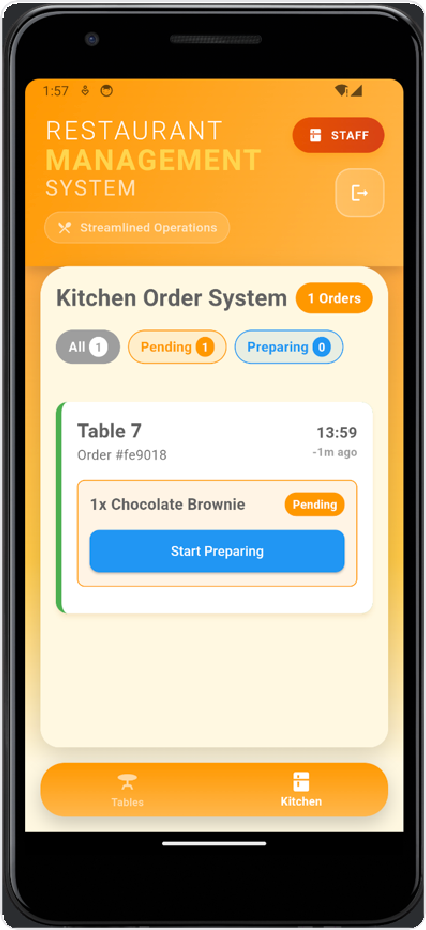 1:57
RESTAURANT
MANAGEMENT
SYSTEM
STAFF
Streamlined Operations
Kitchen Order System
1 Orders
All 1
Pending 1
Preparing 0
Table 7
13:59
Order #fe9018
-1m ago
1x Chocolate Brownie
Pending
Start Preparing
Tables
Kitchen